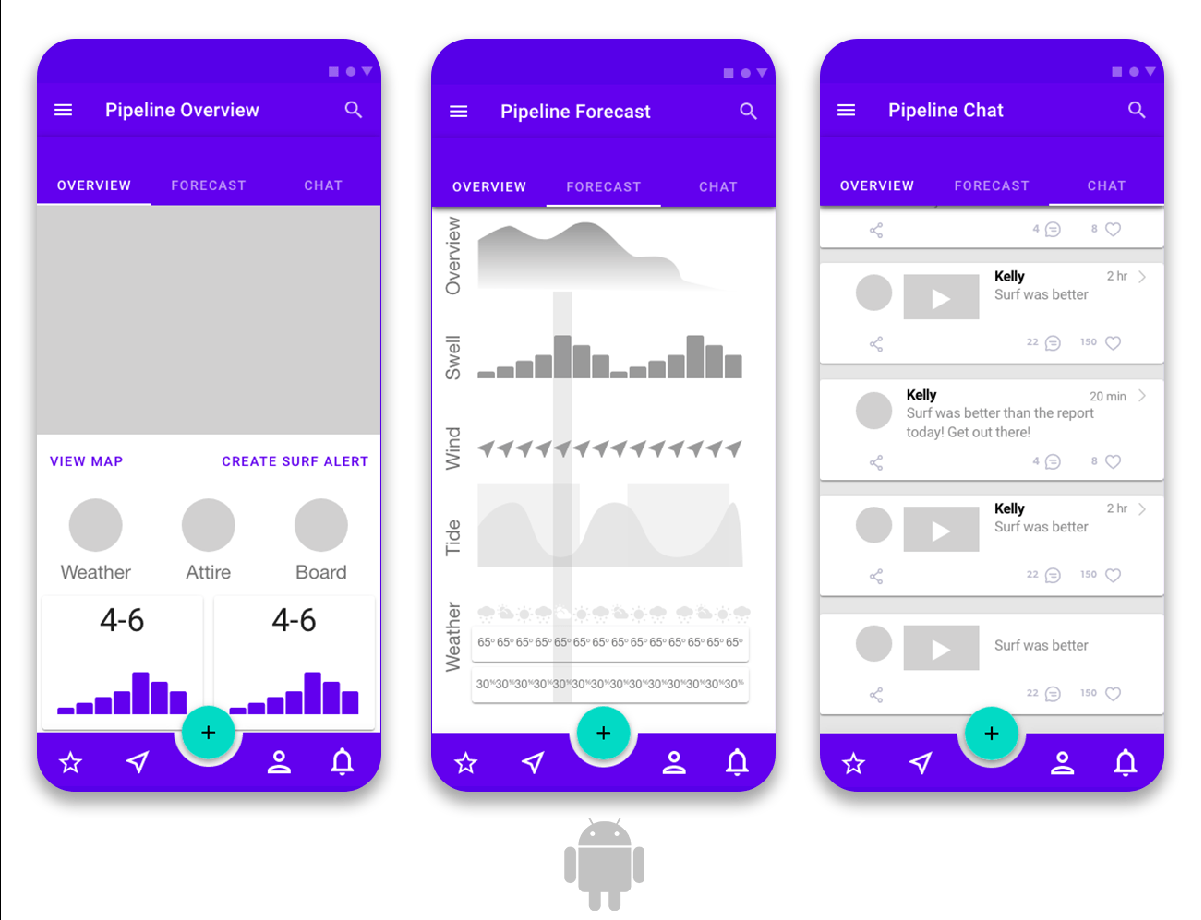 Pipeline Overview
OVERVIEW FORECAST CHAT
VIEW MAP CREATE SURF ALERT
Weather Attire Board
4-6 4-6
Pipeline Forecast
OVERVIEW FORECAST CHAT
Overview
Swell
Wind
Tide
Weather
65° 65° 65° 65° 65° 65° 65° 65° 65° 65° 65° 65° 65° 65°
30% 30% 30% 30% 30% 30% 30% 30% 30% 30% 30% 30% 30% 30%
Pipeline Chat
OVERVIEW FORECAST CHAT
4 8
Kelly 2 hr
Surf was better
22 150
Kelly 20 min
Surf was better than the report
today! Get out there!
4 8
Kelly 2 hr
Surf was better
22 150
Surf was better
22 150